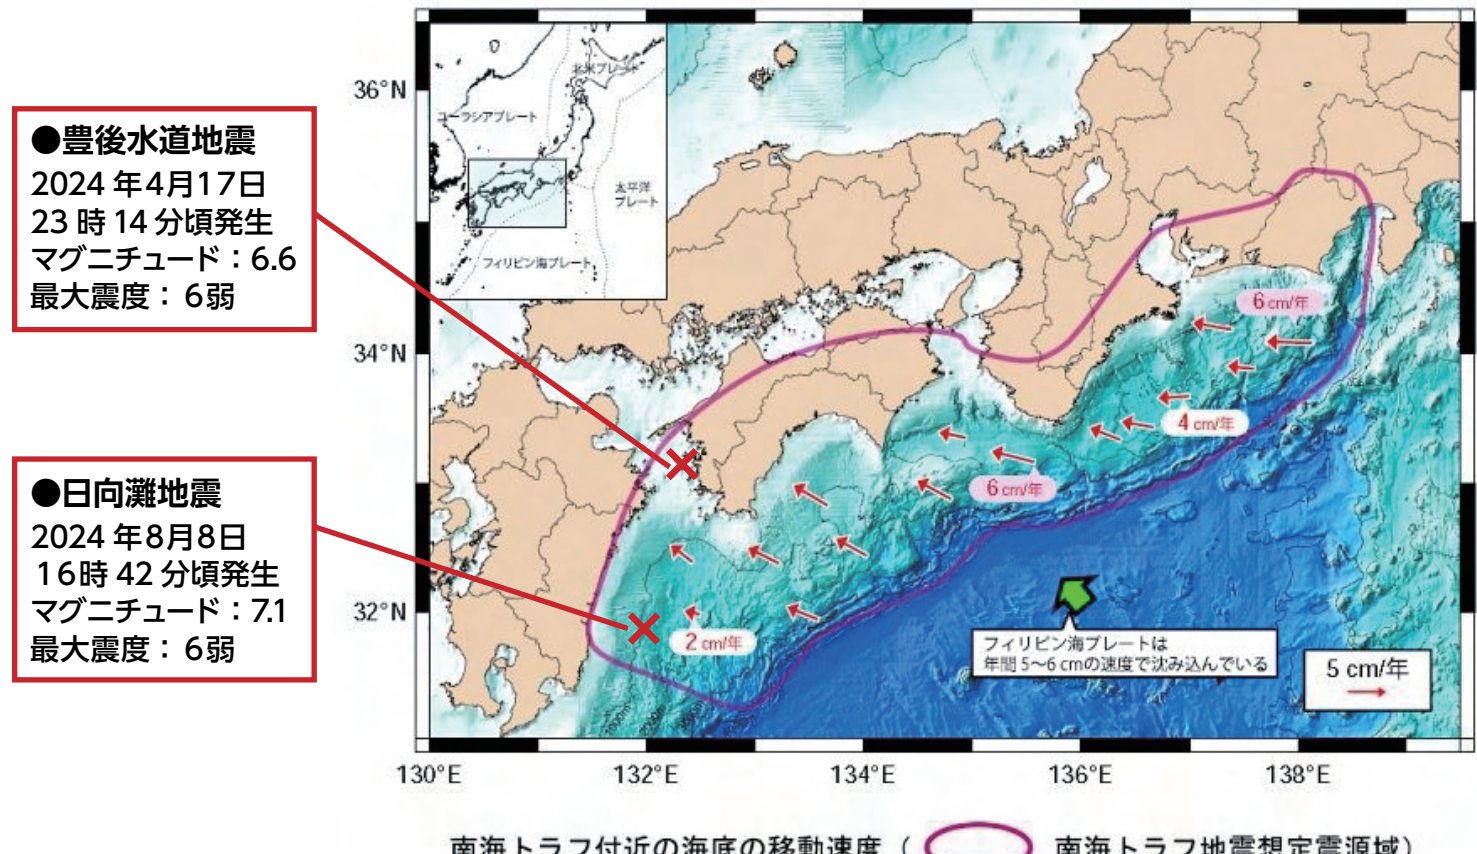 ●豊後水道地震
2024年4月17日
23時14分頃発生
マグニチュード：6.6
最大震度：6弱
●日向灘地震
2024年8月8日
16時42分頃発生
マグニチュード：7.1
最大震度：6弱
36°N
34°N
32°N
北米プレート
ユーラシアプレート
太平洋
プレート
フィリピン海プレート
6 cm/年
4 cm/年
6 cm/年
2 cm/年
フィリピン海プレートは
年間5～6cmの速度で沈み込んでいる
5 cm/年
130°E
132°E
134°E
136°E
138°E
南海トラフ付近の海底の移動速度（ 南海トラフ地震想定震源域）